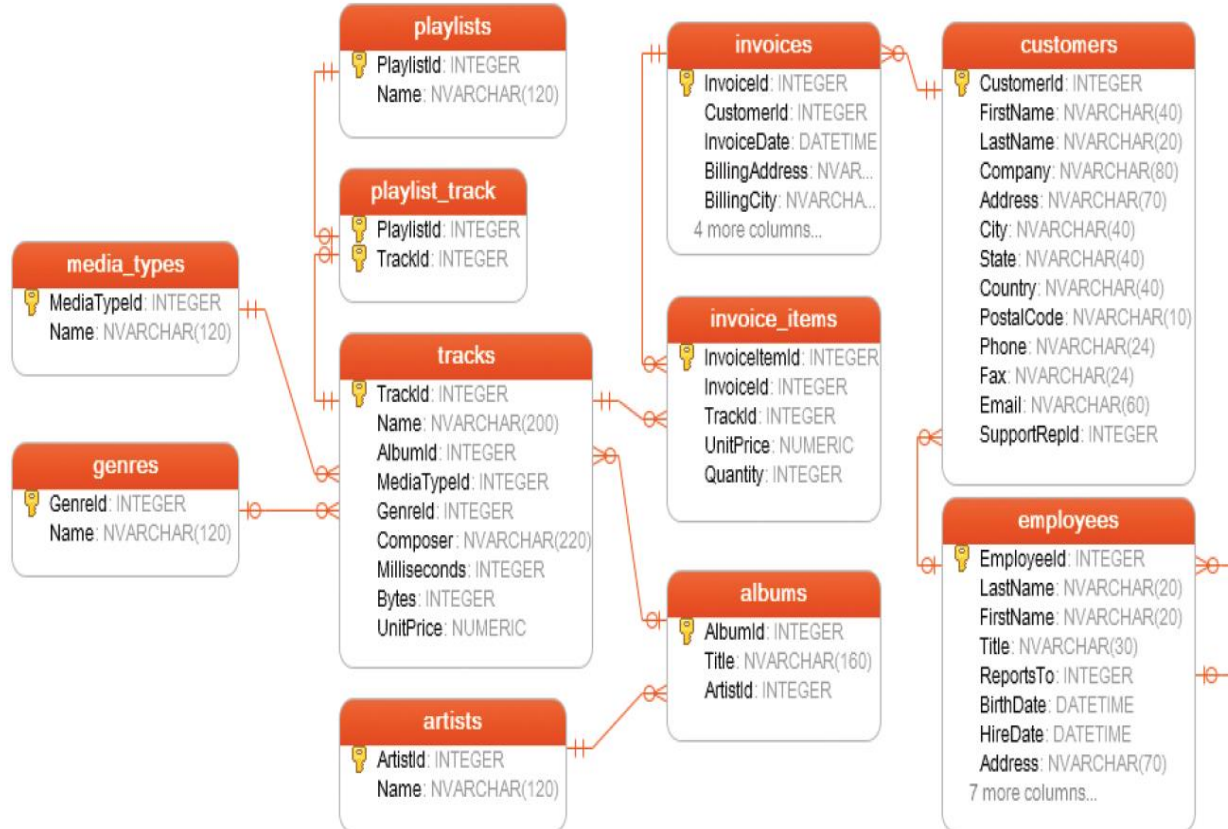 playlists
PlaylistId: INTEGER
Name: NVARCHAR(120)
playlist_track
PlaylistId: INTEGER
TrackId: INTEGER
media_types
MediaTypeId: INTEGER
Name: NVARCHAR(120)
genres
GenreId: INTEGER
Name: NVARCHAR(120)
tracks
TrackId: INTEGER
Name: NVARCHAR(200)
AlbumId: INTEGER
MediaTypeId: INTEGER
GenreId: INTEGER
Composer: NVARCHAR(220)
Milliseconds: INTEGER
Bytes: INTEGER
UnitPrice: NUMERIC
artists
ArtistId: INTEGER
Name: NVARCHAR(120)
invoices
InvoiceId: INTEGER
CustomerId: INTEGER
InvoiceDate: DATETIME
BillingAddress: NVAR...
BillingCity: NVARCHA...
4 more columns...
invoice_items
InvoiceItemId: INTEGER
InvoiceId: INTEGER
TrackId: INTEGER
UnitPrice: NUMERIC
Quantity: INTEGER
albums
AlbumId: INTEGER
Title: NVARCHAR(160)
ArtistId: INTEGER
customers
CustomerId: INTEGER
FirstName: NVARCHAR(40)
LastName: NVARCHAR(20)
Company: NVARCHAR(80)
Address: NVARCHAR(70)
City: NVARCHAR(40)
State: NVARCHAR(40)
Country: NVARCHAR(40)
PostalCode: NVARCHAR(10)
Phone: NVARCHAR(24)
Fax: NVARCHAR(24)
Email: NVARCHAR(60)
SupportRepId: INTEGER
employees
EmployeeId: INTEGER
LastName: NVARCHAR(20)
FirstName: NVARCHAR(20)
Title: NVARCHAR(30)
ReportsTo: INTEGER
BirthDate: DATETIME
HireDate: DATETIME
Address: NVARCHAR(70)
7 more columns...